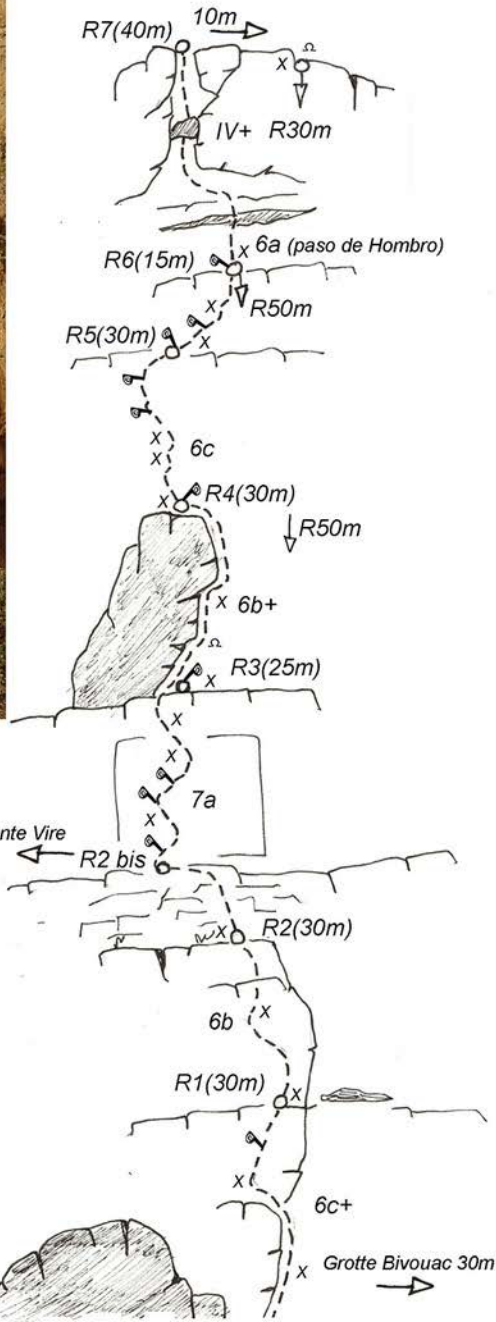 R7(40m)
10m
x
Ω
IV+
R30m
6a (paso de Hombro)
x
R6(15m)
R50m
x
x
R5(30m)
x
x
6c
x
R4(30m)
R50m
x
6b+
Ω
R3(25m)
x
x
x
7a
x
nte Vire
R2 bis
x
R2(30m)
6b
x
R1(30m)
x
x
6c+
x
Grotte Bivouac 30m